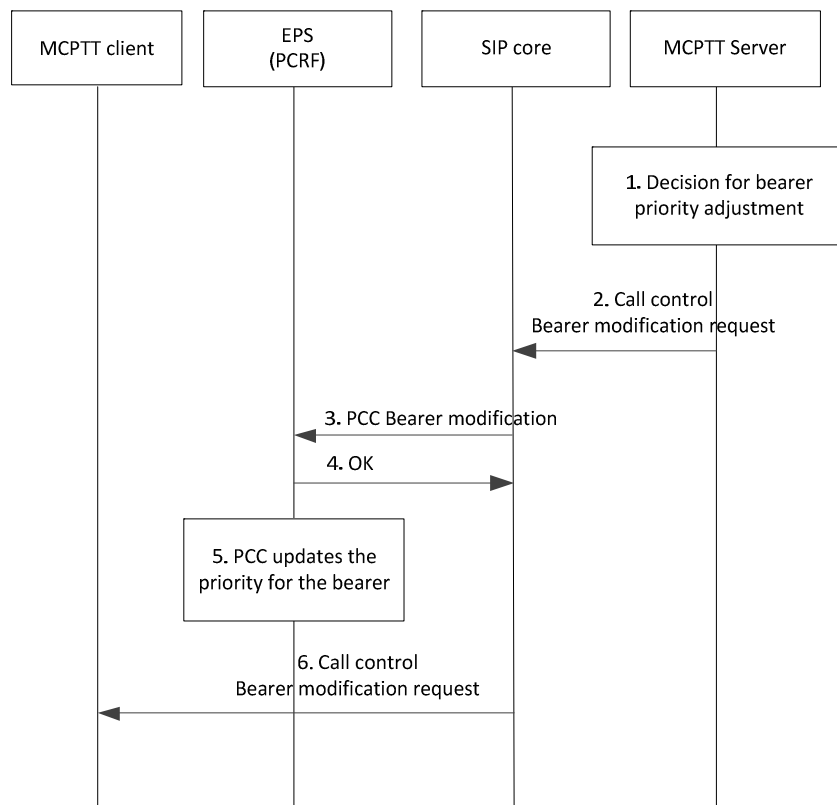 MCPTT client
EPS
(PCRF)
SIP core
MCPTT Server
1. Decision for bearer
priority adjustment
2. Call control
Bearer modification request
3. PCC Bearer modification
4. OK
5. PCC updates the
priority for the bearer
6. Call control
Bearer modification request